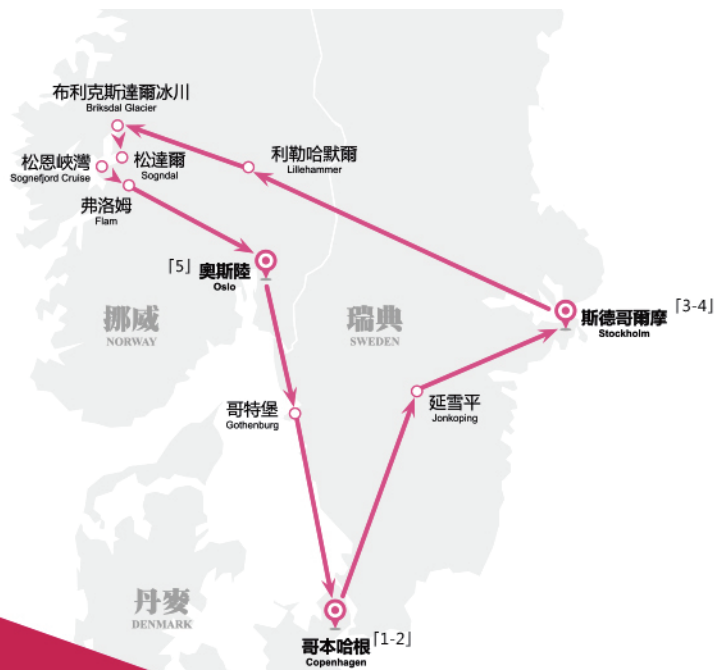 布利克斯達爾冰川
Briksdal Glacier
松恩峽灣
Sognefjord Cruise
松達爾
Sogndal
利勒哈默爾
Lillehammer
弗洛姆
Flam
「5」 奧斯陸
Oslo
挪威
NORWAY
瑞典
SWEDEN
斯德哥爾摩 「3-4」
Stockholm
哥特堡
Gothenburg
延雪平
Jonkoping
丹麥
DENMARK
哥本哈根 「1-2」
Copenhagen